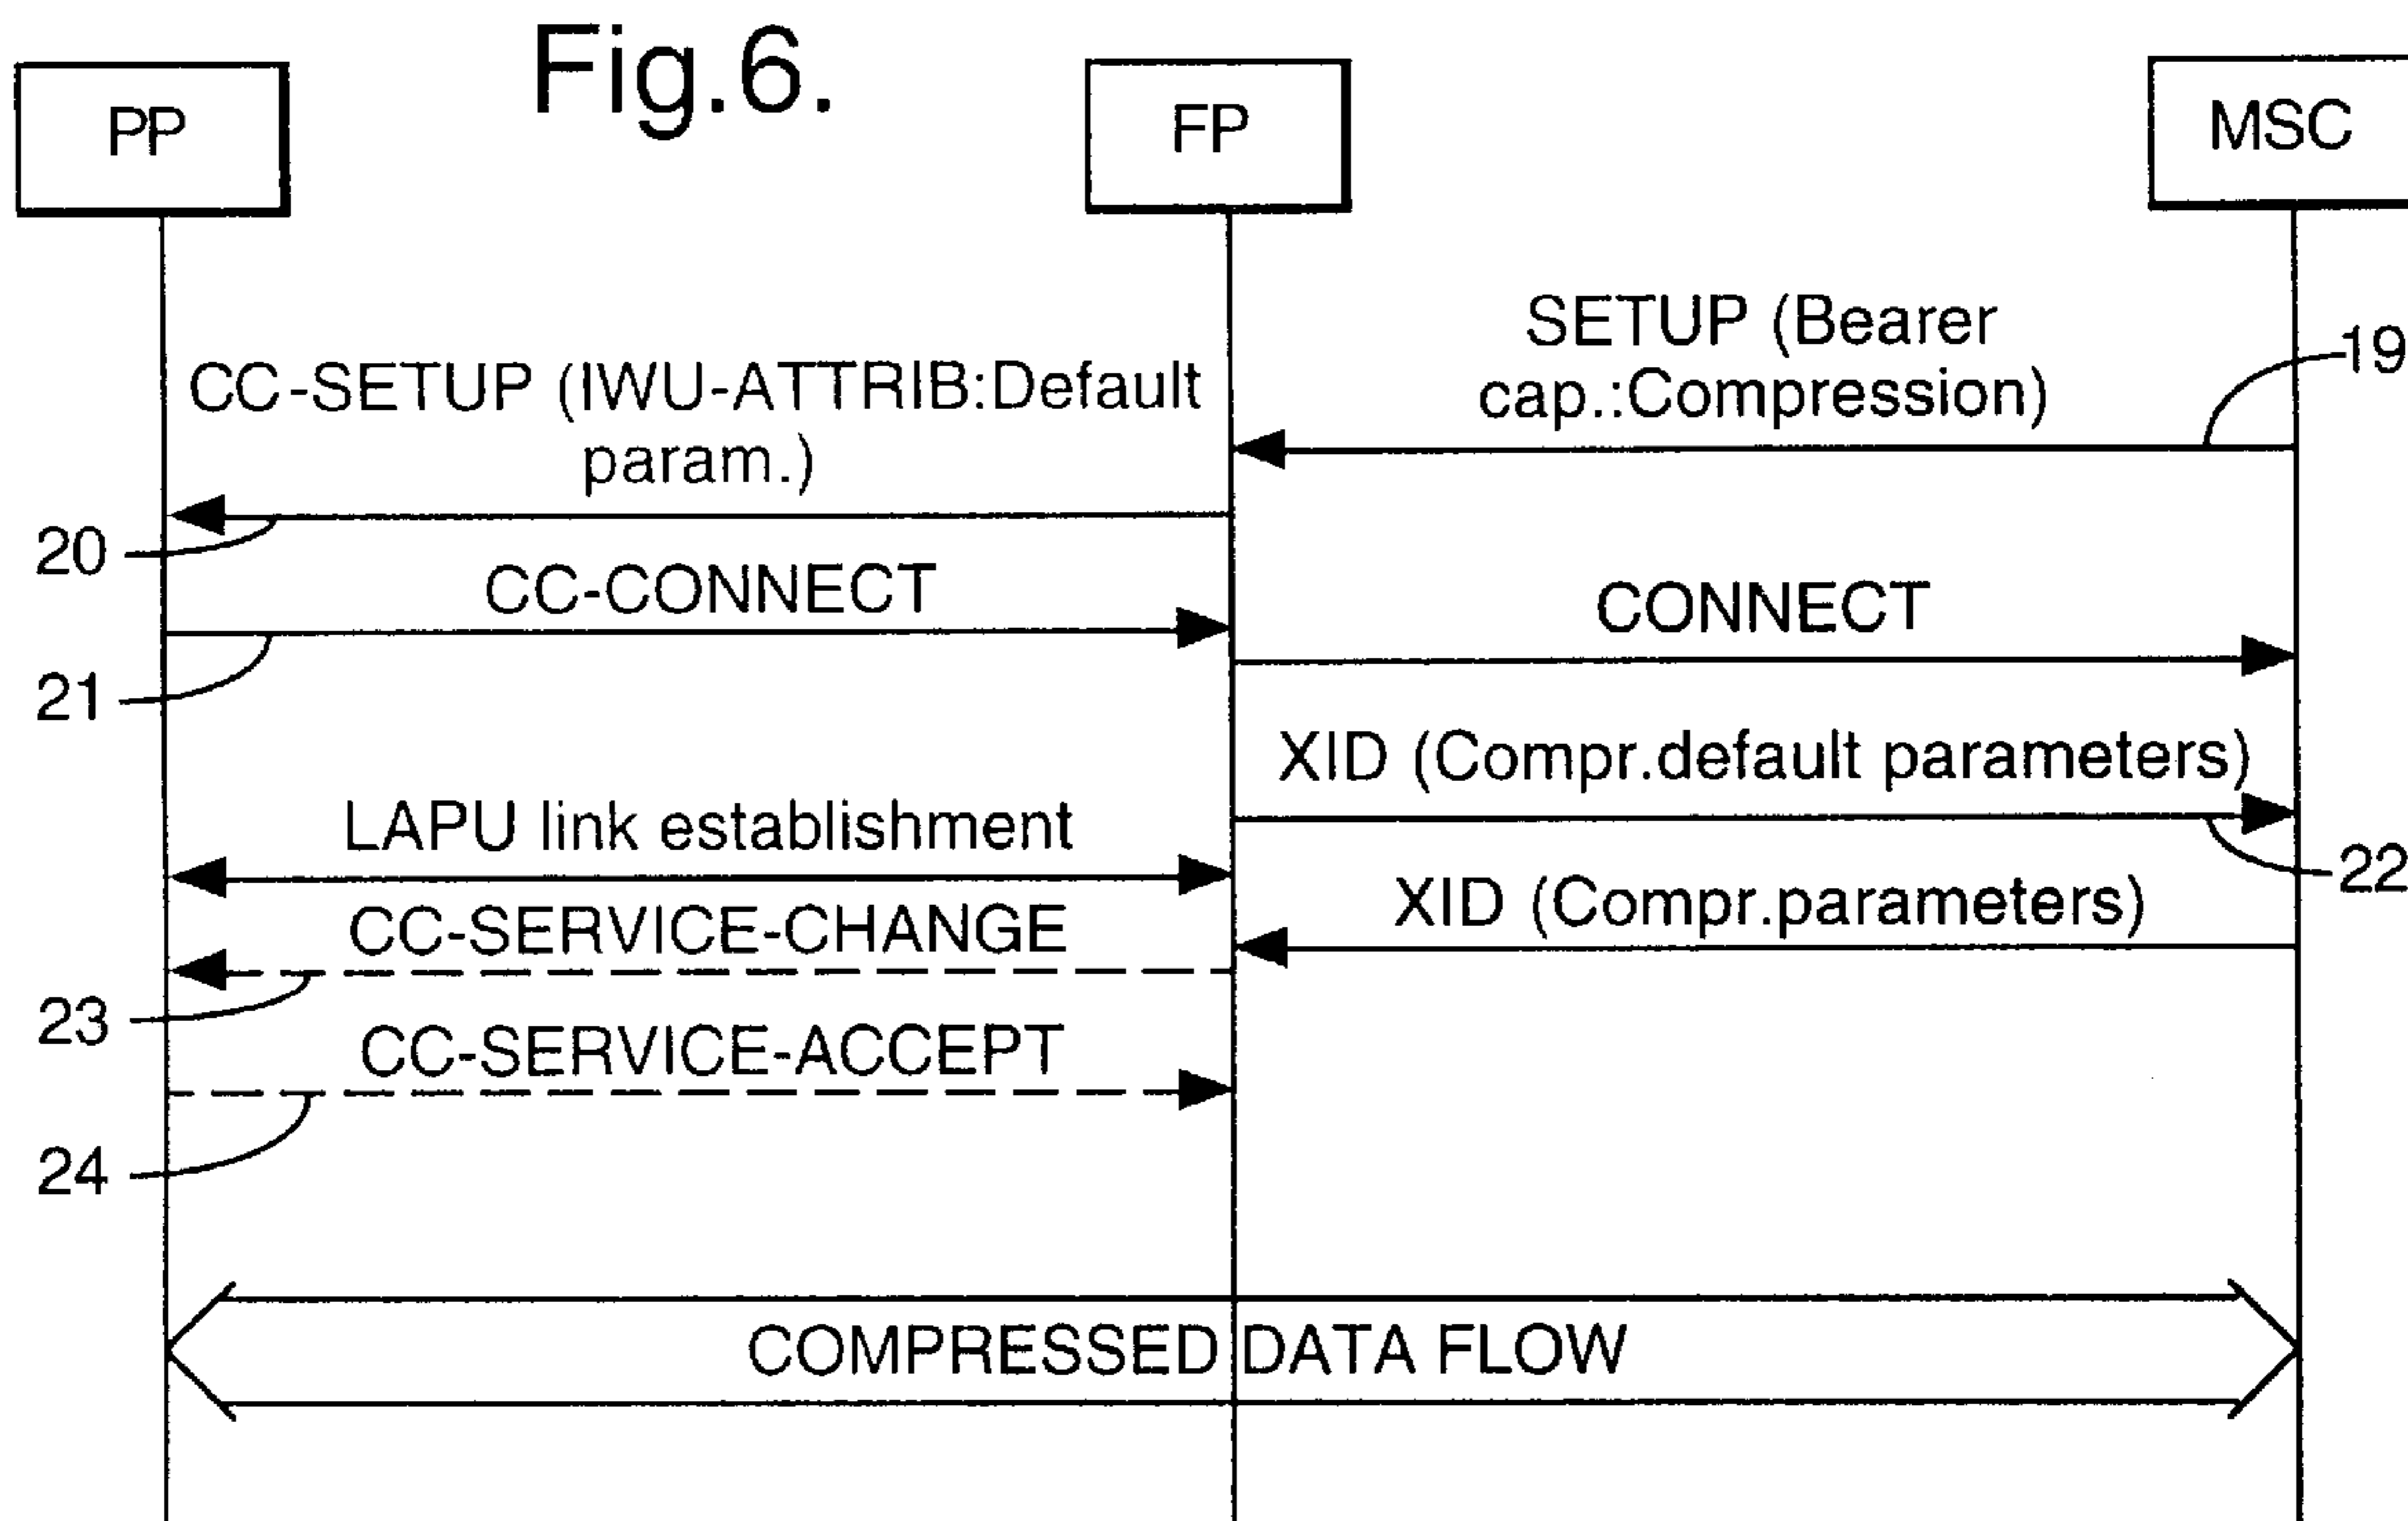 Fig.6.
PP
FP
MSC
SETUP (Bearer
cap.:Compression)
19
CC-SETUP (IWU-ATTRIB:Default
param.)
20
CC-CONNECT
CONNECT
21
XID (Compr.default parameters)
LAPU link establishment
22
XID (Compr.parameters)
CC-SERVICE-CHANGE
23
CC-SERVICE-ACCEPT
24
COMPRESSED DATA FLOW